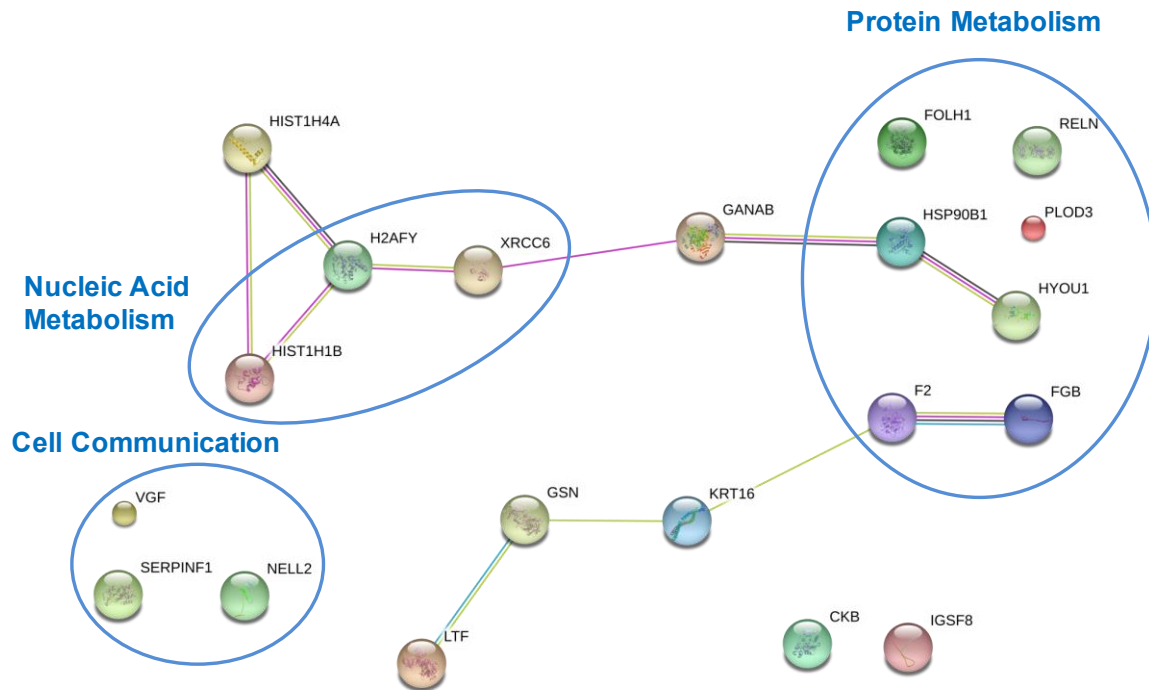 Protein Metabolism
HIST1H4A
FOLH1
RELN
GANAB
HSP90B1
PLOD3
H2AFY
XRCC6
Nucleic Acid
Metabolism
HYOU1
HIST1H1B
F2
FGB
Cell Communication
VGF
GSN
KRT16
SERPINF1
NELL2
LTF
CKB
IGSF8